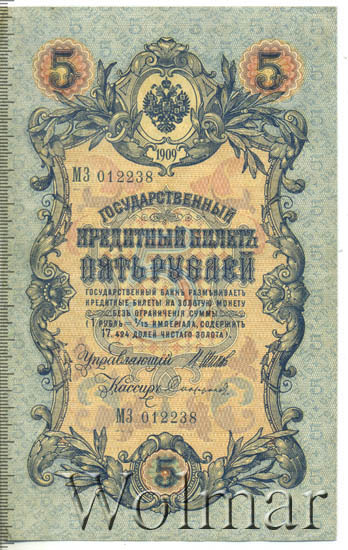 5 5
1909
МЗ 012238
ГОСУДАРСТВЕННЫЙ
КРЕДИТНЫЙ БИЛЕТЪ
ПЯТЬ РУБЛЕЙ
ГОСУДАРСТВЕННЫЙ БАНКЪ РАЗМѢНИВАЕТЪ
КРЕДИТНЫЕ БИЛЕТЫ НА ЗОЛОТУЮ МОНЕТУ
БЕЗЪ ОГРАНИЧЕНІЯ СУММЫ
(1 РУБЛЬ = 1/15 ИМПЕРІАЛА, СОДЕРЖИТЪ
17,424 ДОЛЕЙ ЧИСТАГО ЗОЛОТА).
Управляющій
Кассиръ
МЗ 012238
5
Wolmar